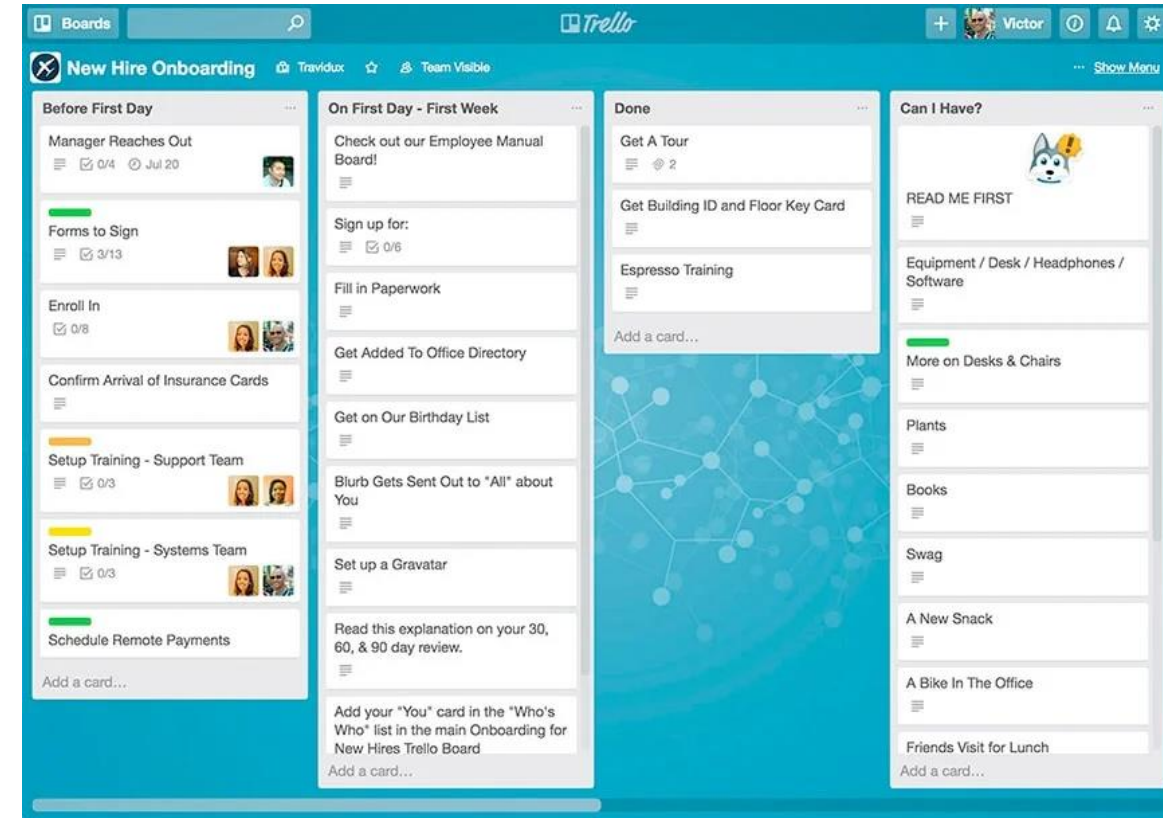 Boards
Trello
Victor
New Hire Onboarding
Travidux
Team Visible
Show Menu
Before First Day
Manager Reaches Out
0/4
Jul 20
Forms to Sign
3/13
Enroll In
0/8
Confirm Arrival of Insurance Cards
Setup Training - Support Team
0/3
Setup Training - Systems Team
0/3
Schedule Remote Payments
Add a card...
On First Day - First Week
Check out our Employee Manual
Board!
Sign up for:
0/6
Fill in Paperwork
Get Added To Office Directory
Get on Our Birthday List
Blurb Gets Sent Out to "All" about
You
Set up a Gravatar
Read this explanation on your 30,
60, & 90 day review.
Add your "You" card in the "Who's
Who" list in the main Onboarding for
New Hires Trello Board
Add a card...
Done
Get A Tour
2
Get Building ID and Floor Key Card
Espresso Training
Add a card...
Can I Have?
READ ME FIRST
Equipment / Desk / Headphones /
Software
More on Desks & Chairs
Plants
Books
Swag
A New Snack
A Bike In The Office
Friends Visit for Lunch
Add a card...